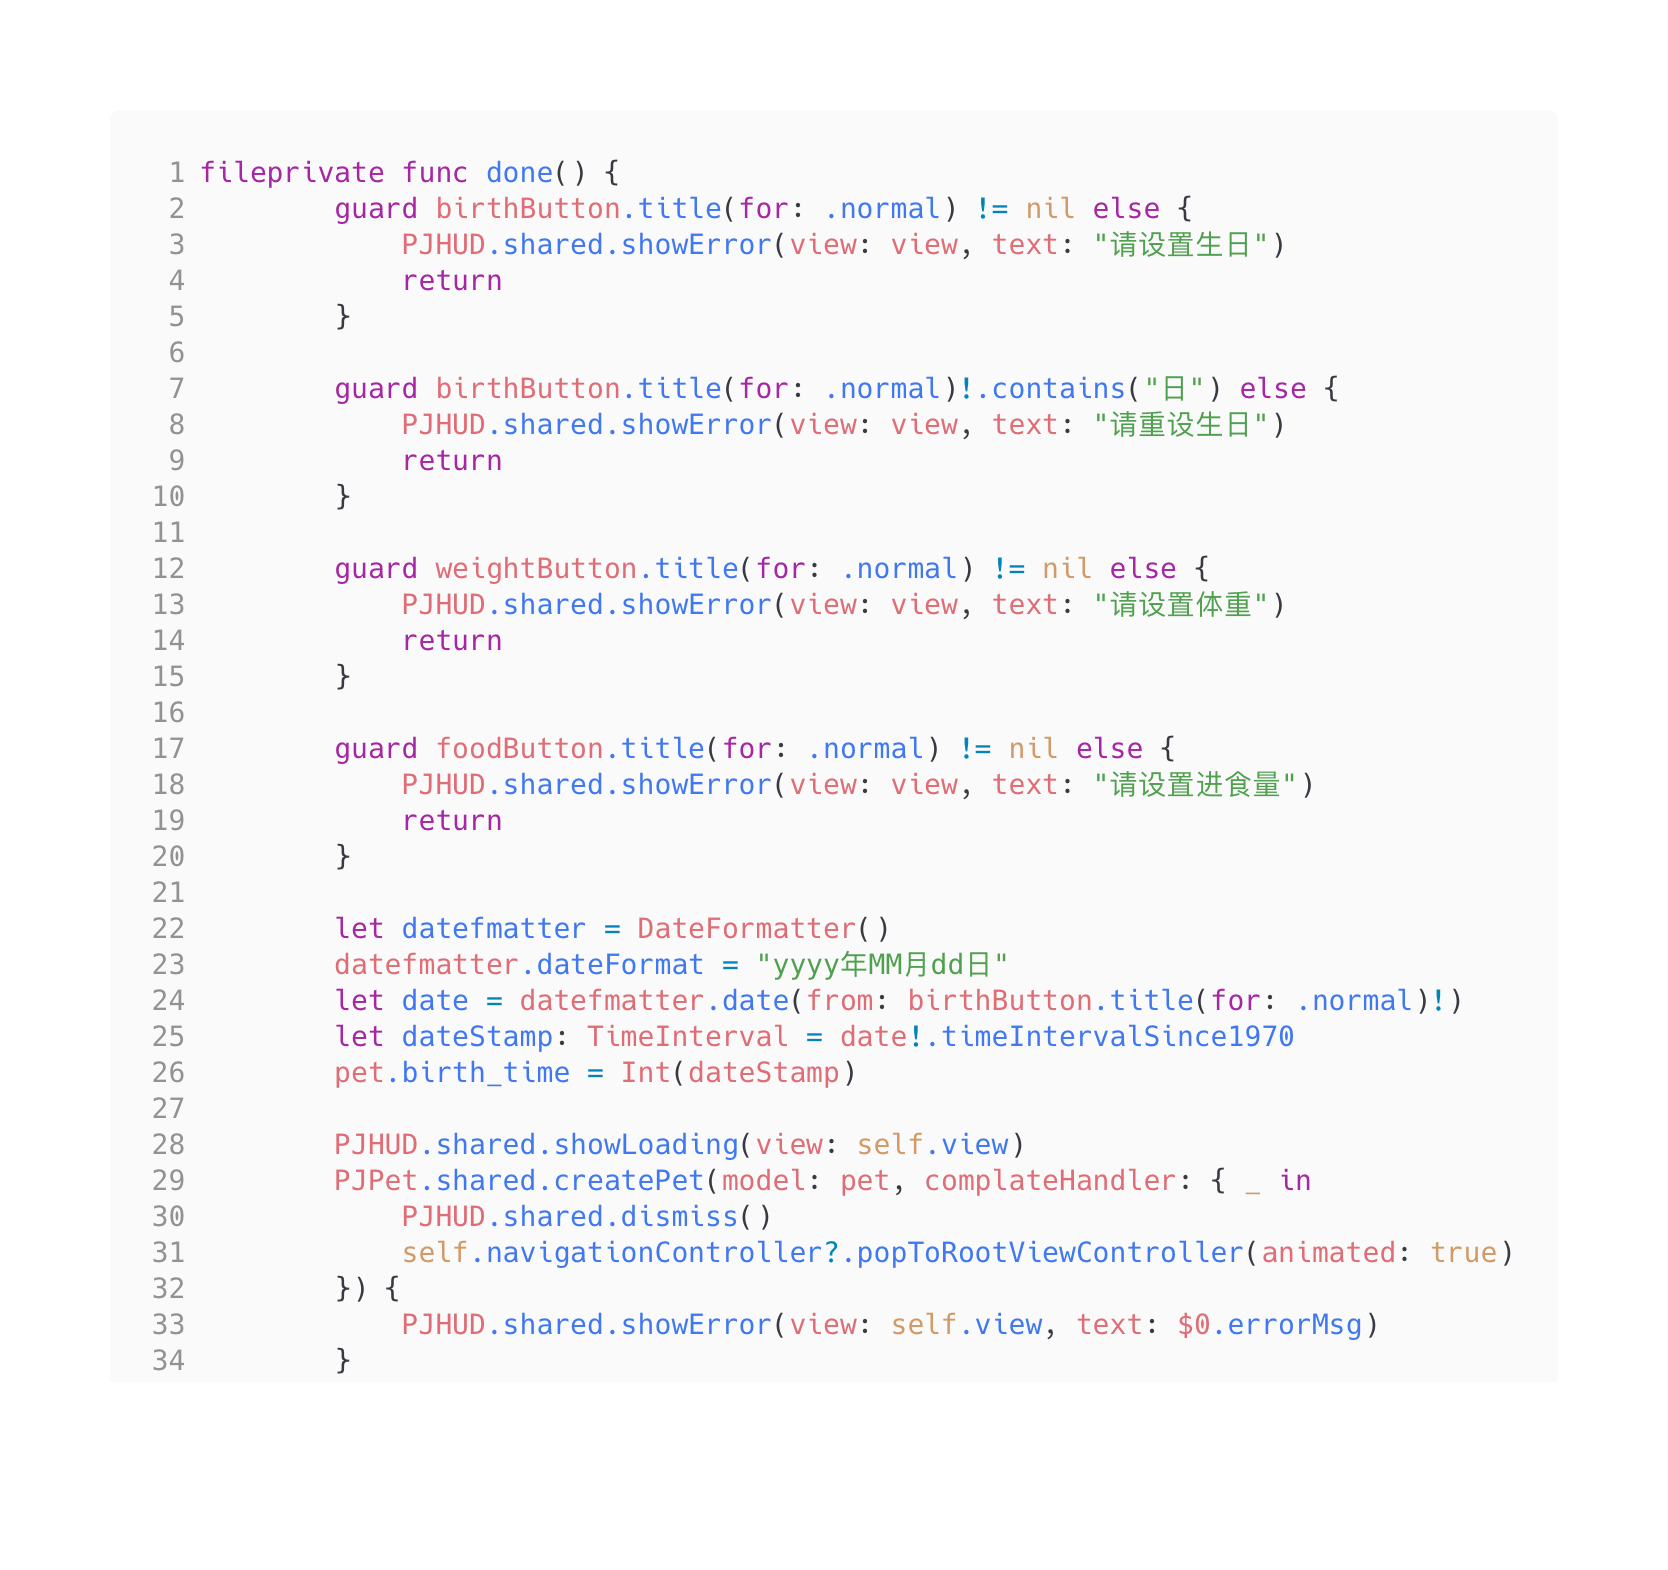 1 fileprivate func done() {
2         guard birthButton.title(for: .normal) != nil else {
3             PJHUD.shared.showError(view: view, text: "请设置生日")
4             return
5         }
6
7         guard birthButton.title(for: .normal)!.contains("日") else {
8             PJHUD.shared.showError(view: view, text: "请重设生日")
9             return
10         }
11
12         guard weightButton.title(for: .normal) != nil else {
13             PJHUD.shared.showError(view: view, text: "请设置体重")
14             return
15         }
16
17         guard foodButton.title(for: .normal) != nil else {
18             PJHUD.shared.showError(view: view, text: "请设置进食量")
19             return
20         }
21
22         let datefmatter = DateFormatter()
23         datefmatter.dateFormat = "yyyy年MM月dd日"
24         let date = datefmatter.date(from: birthButton.title(for: .normal)!)
25         let dateStamp: TimeInterval = date!.timeIntervalSince1970
26         pet.birth_time = Int(dateStamp)
27
28         PJHUD.shared.showLoading(view: self.view)
29         PJPet.shared.createPet(model: pet, complateHandler: { _ in
30             PJHUD.shared.dismiss()
31             self.navigationController?.popToRootViewController(animated: true)
32         }) {
33             PJHUD.shared.showError(view: self.view, text: $0.errorMsg)
34         }